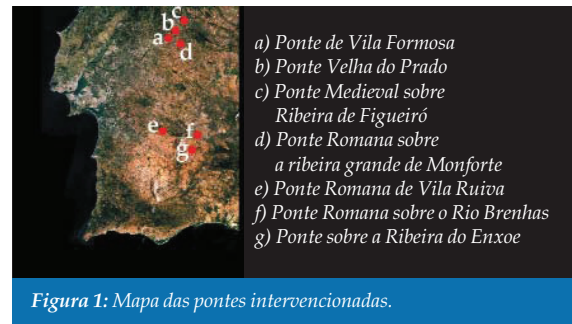 c
b
a
d
e
f
g
a) Ponte de Vila Formosa
b) Ponte Velha do Prado
c) Ponte Medieval sobre
Ribeira de Figueiró
d) Ponte Romana sobre
a ribeira grande de Monforte
e) Ponte Romana de Vila Ruiva
f) Ponte Romana sobre o Rio Brenhas
g) Ponte sobre a Ribeira do Enxoe
Figura 1: Mapa das pontes intervencionadas.